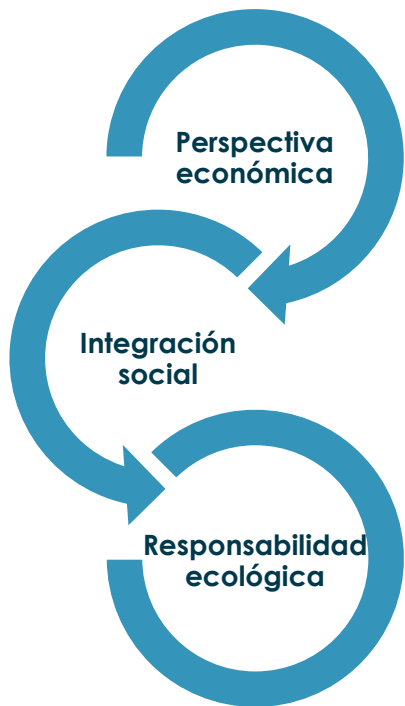 Perspectiva
económica
Integración
social
Responsabilidad
ecológica